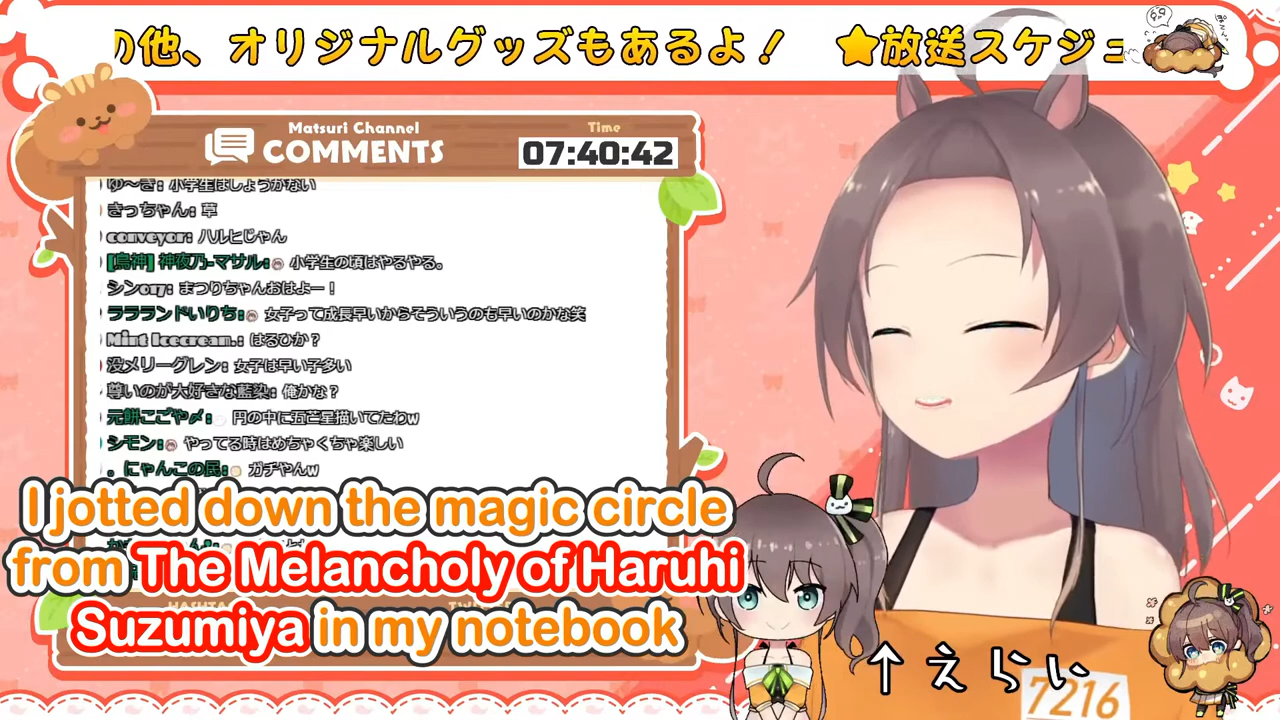 の他、オリジナルグッズもあるよ！ ★放送スケジュ
Matsuri Channel
COMMENTS
Time
07:40:42
ゆ～き: 小学生はしょうがない
きっちゃん: 草
conveyor: ハルヒじゃん
【鳥神】神夜乃-マサル: 小学生の頃はやるやる。
シンory: まつりちゃんおはよー！
ララランドいりち: 女子って成長早いからそういうのも早いのかな笑
Mint Icecream.: はるひか？
没メリーグレン: 女子は早い子多い
尊いのが大好きな藍染: 俺かな？
元餅こごや〆: 円の中に五芒星描いてたわw
シモン: やってる時はめちゃくちゃ楽しい
。にゃんこの民: ガチやんw
I jotted down the magic circle
from The Melancholy of Haruhi
Suzumiya in my notebook
↑えらい
7216